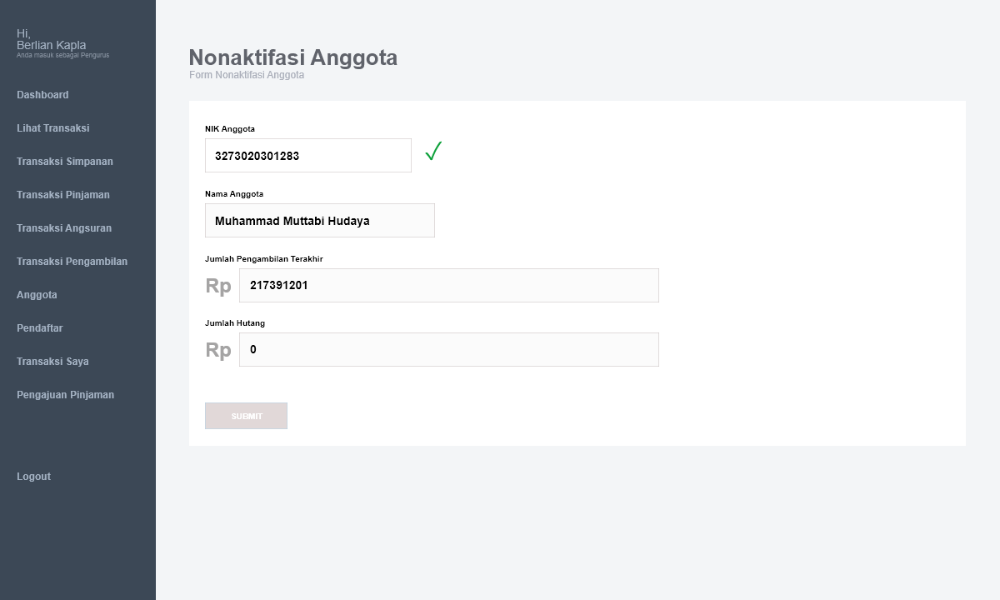 Hi,
Berlian Kapla
Anda masuk sebagai Pengurus
Dashboard
Lihat Transaksi
Transaksi Simpanan
Transaksi Pinjaman
Transaksi Angsuran
Transaksi Pengambilan
Anggota
Pendaftar
Transaksi Saya
Pengajuan Pinjaman
Logout
Nonaktifasi Anggota
Form Nonaktifasi Anggota
NIK Anggota
3273020301283
Nama Anggota
Muhammad Muttabi Hudaya
Jumlah Pengambilan Terakhir
Rp 217391201
Jumlah Hutang
Rp 0
SUBMIT